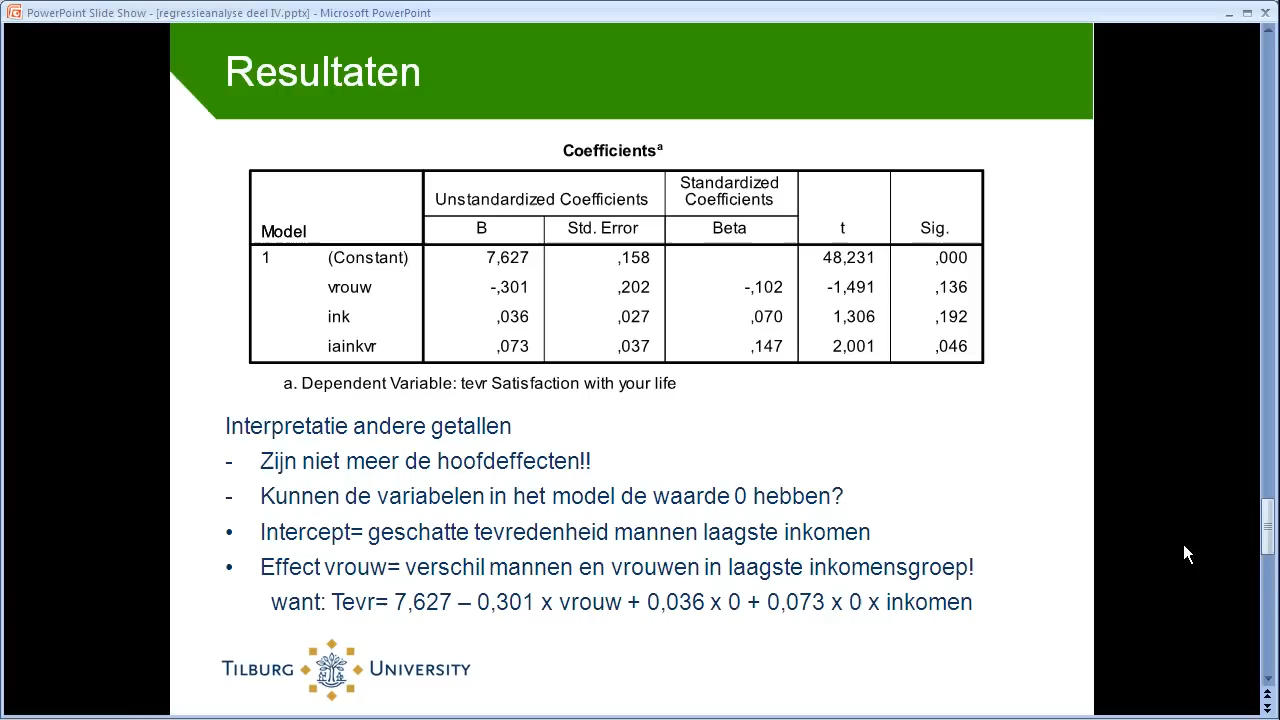 PowerPoint Slide Show - [regressieanalyse deel IV.pptx] - Microsoft PowerPoint
Resultaten
Coefficientsa
Model Unstandardized Coefficients Standardized Coefficients t Sig.
B Std. Error Beta
1 (Constant) 7,627 ,158 48,231 ,000
vrouw -,301 ,202 -,102 -1,491 ,136
ink ,036 ,027 ,070 1,306 ,192
iainkvr ,073 ,037 ,147 2,001 ,046
a. Dependent Variable: tevr Satisfaction with your life
Interpretatie andere getallen
- Zijn niet meer de hoofdeffecten!!
- Kunnen de variabelen in het model de waarde 0 hebben?
• Intercept= geschatte tevredenheid mannen laagste inkomen
• Effect vrouw= verschil mannen en vrouwen in laagste inkomensgroep!
want: Tevr= 7,627 – 0,301 x vrouw + 0,036 x 0 + 0,073 x 0 x inkomen
TILBURG UNIVERSITY